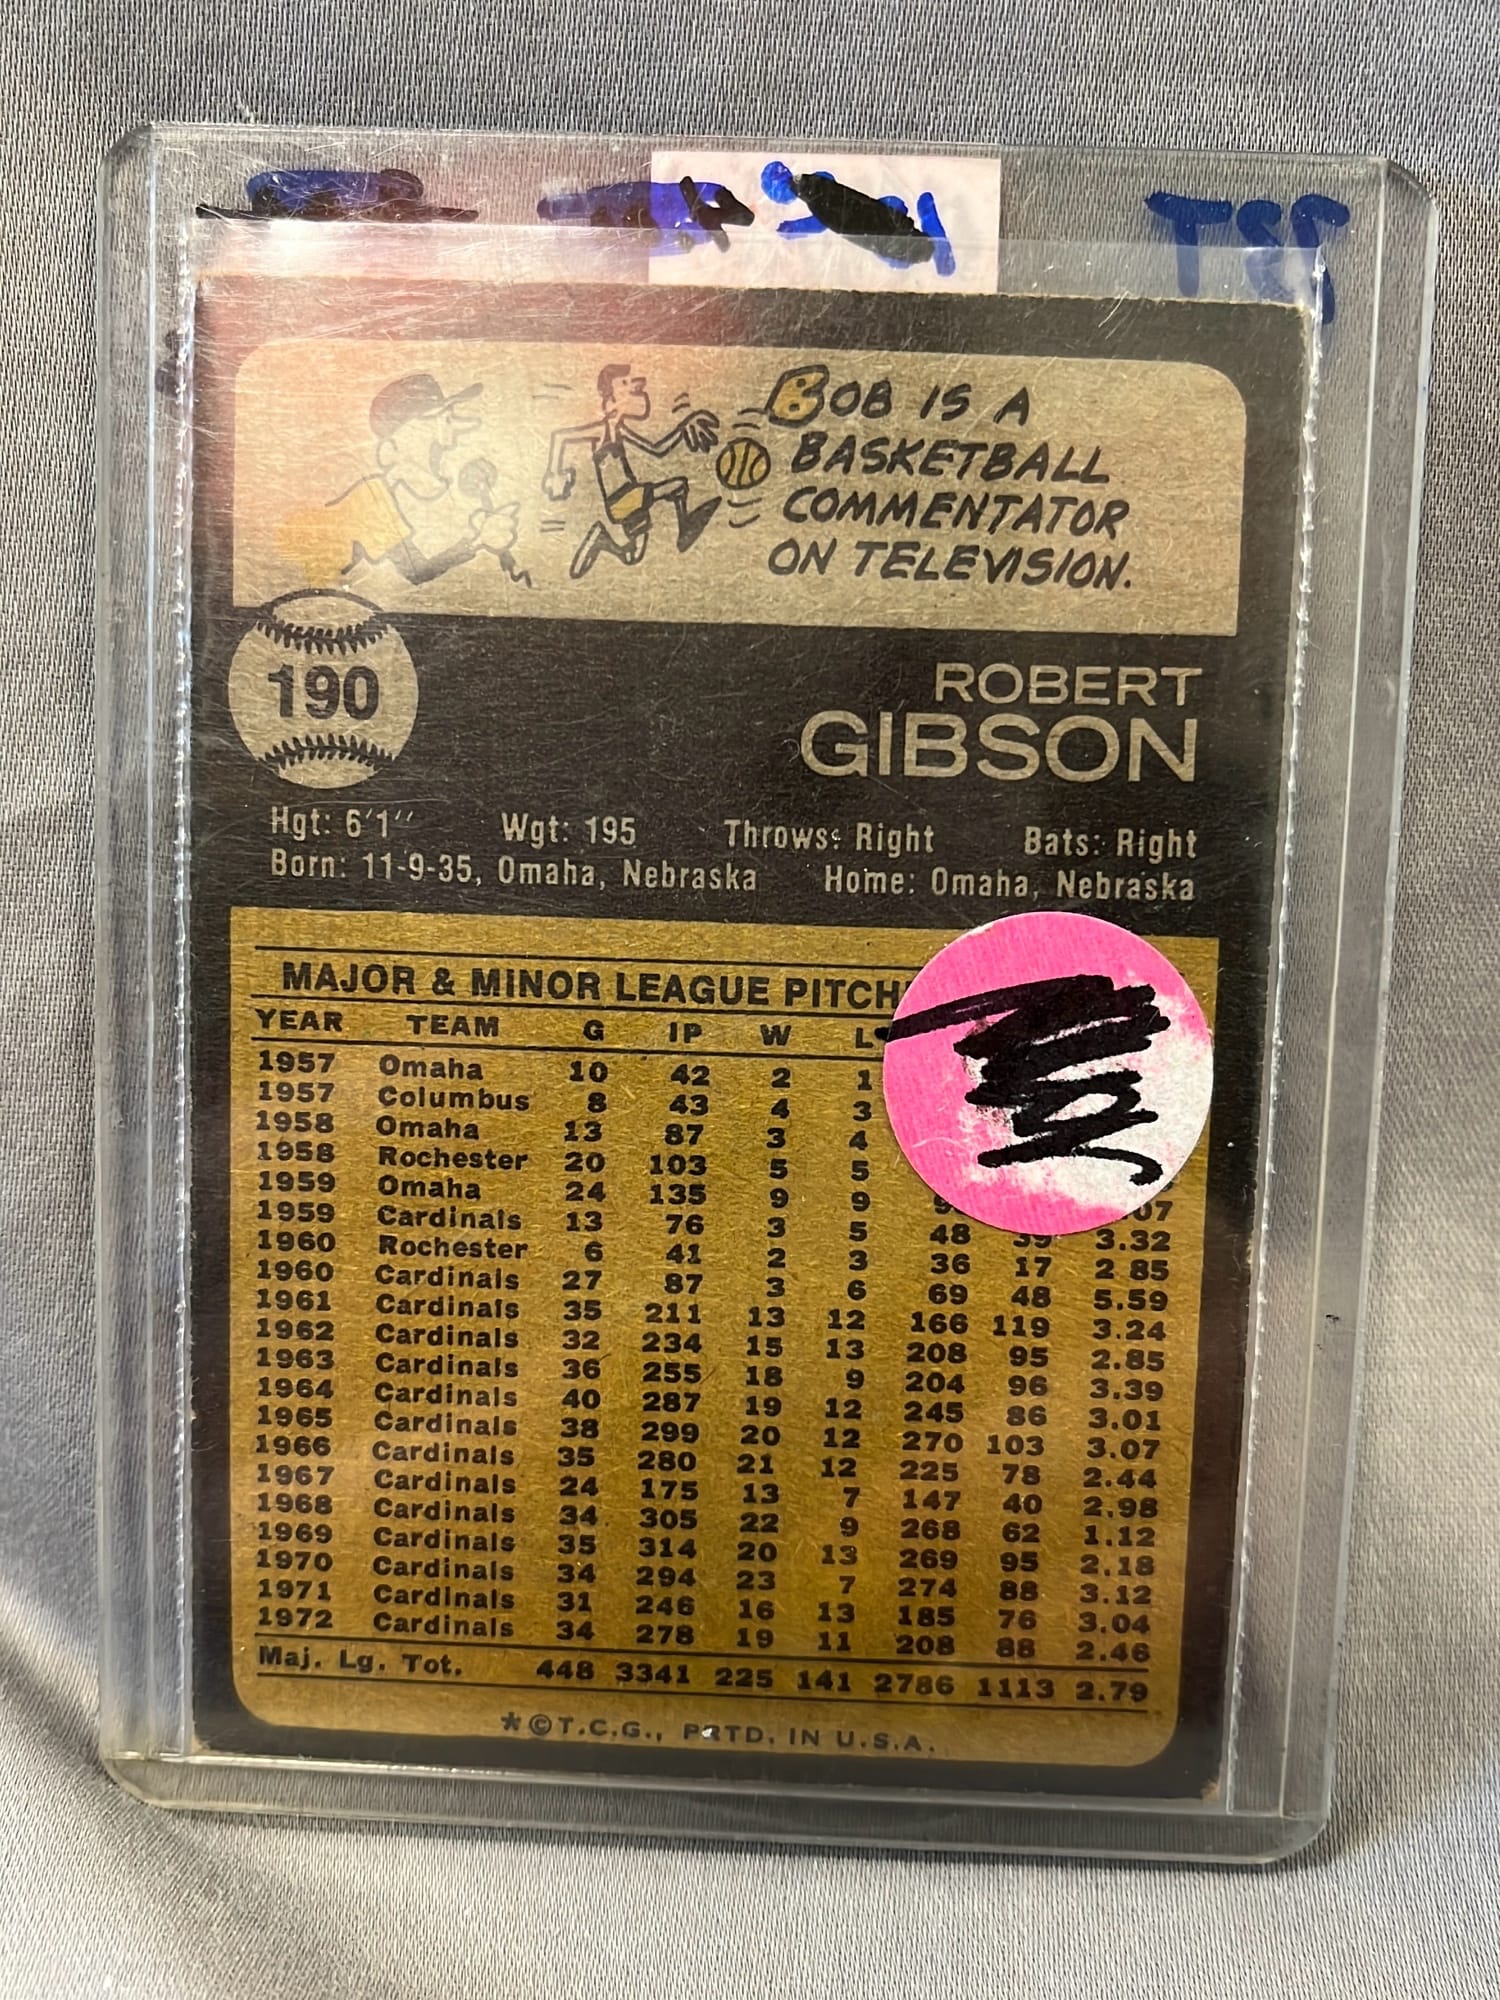 BOB IS A
BASKETBALL
COMMENTATOR
ON TELEVISION.
190
ROBERT
GIBSON
Hgt: 6'1" Wgt: 195 Throws: Right Bats: Right
Born: 11-9-35, Omaha, Nebraska Home: Omaha, Nebraska
MAJOR & MINOR LEAGUE PITCH
YEAR TEAM G IP W L
1957 Omaha 10 42 2 1
1957 Columbus 8 43 4 3
1958 Omaha 13 87 3 4
1958 Rochester 20 103 5 5
1959 Omaha 24 135 9 9 .07
1959 Cardinals 13 76 3 5 48 39 3.32
1960 Rochester 6 41 2 3 36 17 2 85
1960 Cardinals 27 87 3 6 69 48 5.59
1961 Cardinals 35 211 13 12 166 119 3.24
1962 Cardinals 32 234 15 13 208 95 2.85
1963 Cardinals 36 255 18 9 204 96 3.39
1964 Cardinals 40 287 19 12 245 86 3.01
1965 Cardinals 38 299 20 12 270 103 3.07
1966 Cardinals 35 280 21 12 225 78 2.44
1967 Cardinals 24 175 13 7 147 40 2.98
1968 Cardinals 34 305 22 9 268 62 1.12
1969 Cardinals 35 314 20 13 269 95 2.18
1970 Cardinals 34 294 23 7 274 88 3.12
1971 Cardinals 31 246 16 13 185 76 3.04
1972 Cardinals 34 278 19 11 208 88 2.46
Maj. Lg. Tot. 448 3341 225 141 2786 1113 2.79
*©T.C.G., PRTD. IN U.S.A.